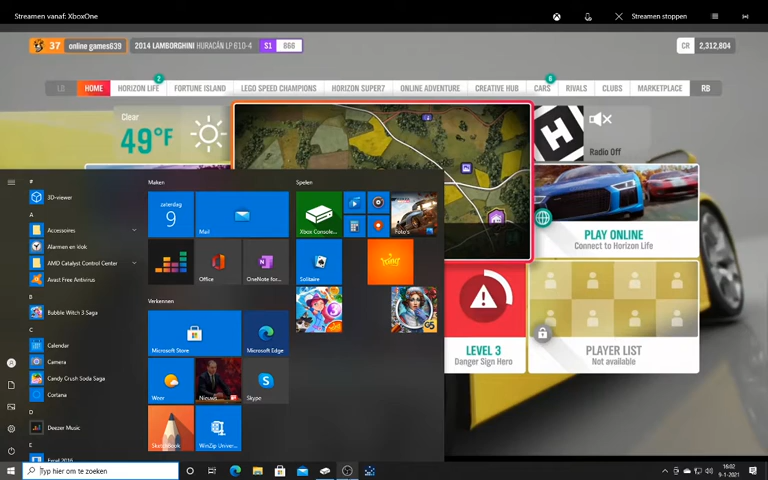 Streamen vanaf: XboxOne
Streamen stoppen
37 online games639
2014 LAMBORGHINI HURACÁN LP 610-4 S1 866
CR 2,312,804
LB HOME HORIZON LIFE 2 FORTUNE ISLAND LEGO SPEED CHAMPIONS HORIZON SUPER7 ONLINE ADVENTURE CREATIVE HUB CARS 6 RIVALS CLUBS MARKETPLACE RB
Clear
49°F
H
Radio Off
PLAY ONLINE
Connect to Horizon Life
LEVEL 3
Danger Sign Hero
PLAYER LIST
Not available
#
3D-viewer
A
Accessoires
Alarmen en klok
AMD Catalyst Control Center
Avast Free Antivirus
B
Bubble Witch 3 Saga
C
Calendar
Camera
Candy Crush Soda Saga
Cortana
D
Deezer Music
E
Maken
zaterdag
9
Mail
Office
OneNote for...
Verkennen
Microsoft Store
Microsoft Edge
Weer
Nieuws
Skype
Sketchbook
WinZip Univer...
Spelen
Xbox Console...
Foto's
Solitaire
king
G5
Typ hier om te zoeken
16:02
9-1-2021